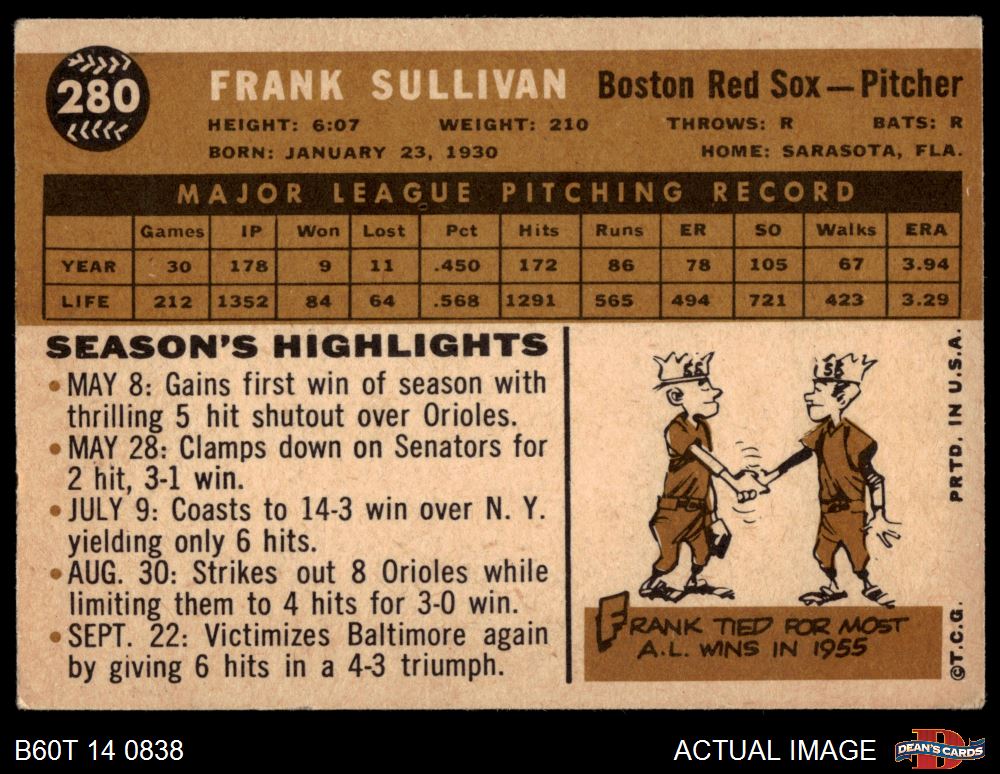 280
FRANK SULLIVAN Boston Red Sox — Pitcher
HEIGHT: 6:07 WEIGHT: 210 THROWS: R BATS: R
BORN: JANUARY 23, 1930 HOME: SARASOTA, FLA.
MAJOR LEAGUE PITCHING RECORD
Games IP Won Lost Pct Hits Runs ER SO Walks ERA
YEAR 30 178 9 11 .450 172 86 78 105 67 3.94
LIFE 212 1352 84 64 .568 1291 565 494 721 423 3.29
SEASON'S HIGHLIGHTS
• MAY 8: Gains first win of season with
thrilling 5 hit shutout over Orioles.
• MAY 28: Clamps down on Senators for
2 hit, 3-1 win.
• JULY 9: Coasts to 14-3 win over N. Y.
yielding only 6 hits.
• AUG. 30: Strikes out 8 Orioles while
limiting them to 4 hits for 3-0 win.
• SEPT. 22: Victimizes Baltimore again
by giving 6 hits in a 4-3 triumph.
55
55
FRANK TIED FOR MOST
A.L. WINS IN 1955
©T.C.G. PRTD. IN U.S.A.
B60T 14 0838
ACTUAL IMAGE
D
DEAN'S CARDS